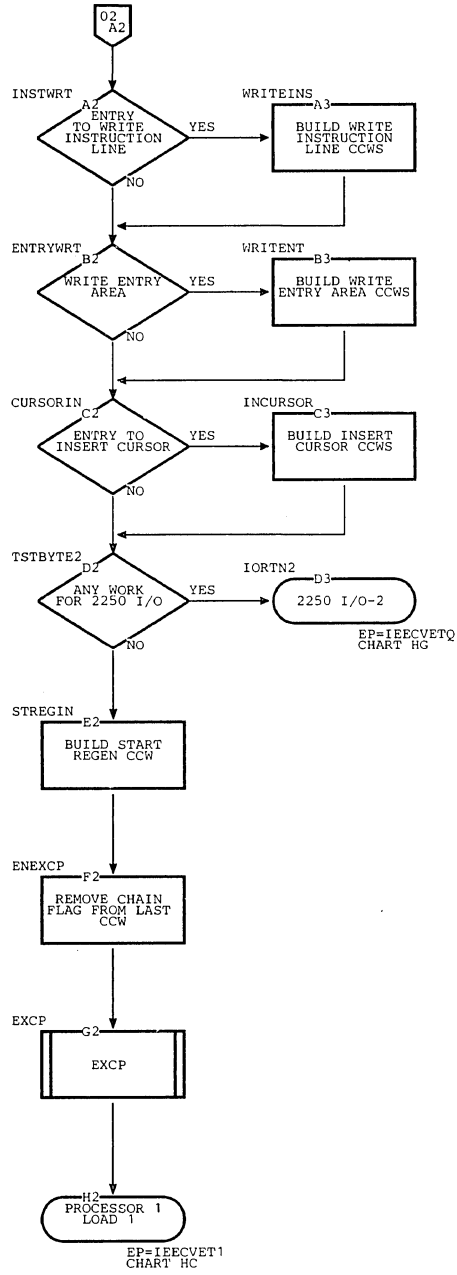 02
A2
INSTWRT
A2
ENTRY
TO WRITE
INSTRUCTION
LINE
YES
NO
WRITEINS
A3
BUILD WRITE
INSTRUCTION
LINE CCWS
ENTRYWRT
B2
WRITE ENTRY
AREA
YES
NO
WRITENT
B3
BUILD WRITE
ENTRY AREA CCWS
CURSORIN
C2
ENTRY TO
INSERT CURSOR
YES
NO
INCURSOR
C3
BUILD INSERT
CURSOR CCWS
TSTBYTE2
D2
ANY WORK
FOR 2250 I/O
YES
NO
IORTN2
D3
2250 I/O-2
EP=IEECVETQ
CHART HG
STREGIN
E2
BUILD START
REGEN CCW
ENEXCP
F2
REMOVE CHAIN
FLAG FROM LAST
CCW
EXCP
G2
EXCP
H2
PROCESSOR 1
LOAD 1
EP=IEECVET1
CHART HC